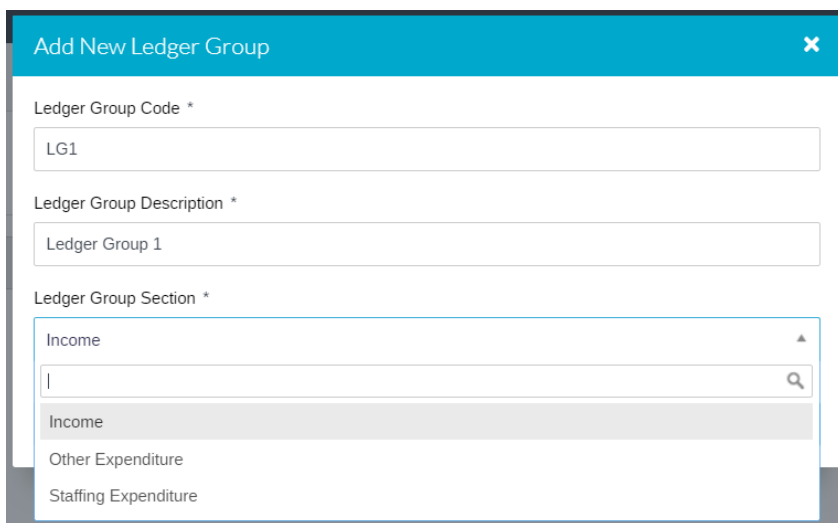 Add New Ledger Group
Ledger Group Code *
LG1
Ledger Group Description *
Ledger Group 1
Ledger Group Section *
Income
Income
Other Expenditure
Staffing Expenditure